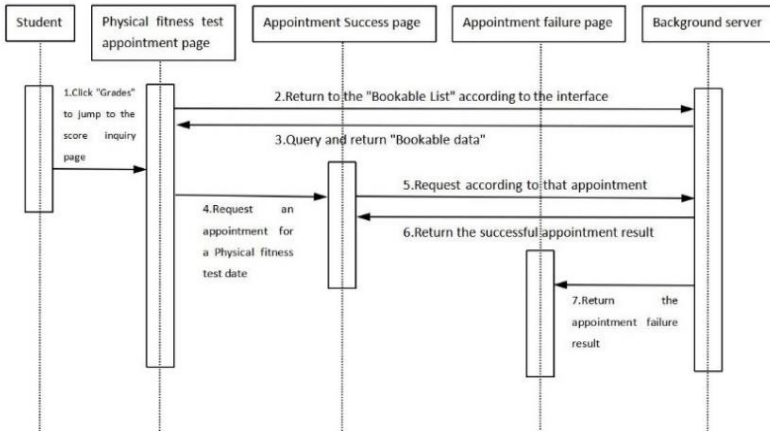 Student
Physical fitness test
appointment page
Appointment Success page
Appointment failure page
Background server
1.Click "Grades"
to jump to the
score inquiry
page
2.Return to the "Bookable List" according to the interface
3.Query and return "Bookable data"
4.Request an
appointment for
a Physical fitness
test date
5.Request according to that appointment
6.Return the successful appointment result
7.Return the
appointment failure
result